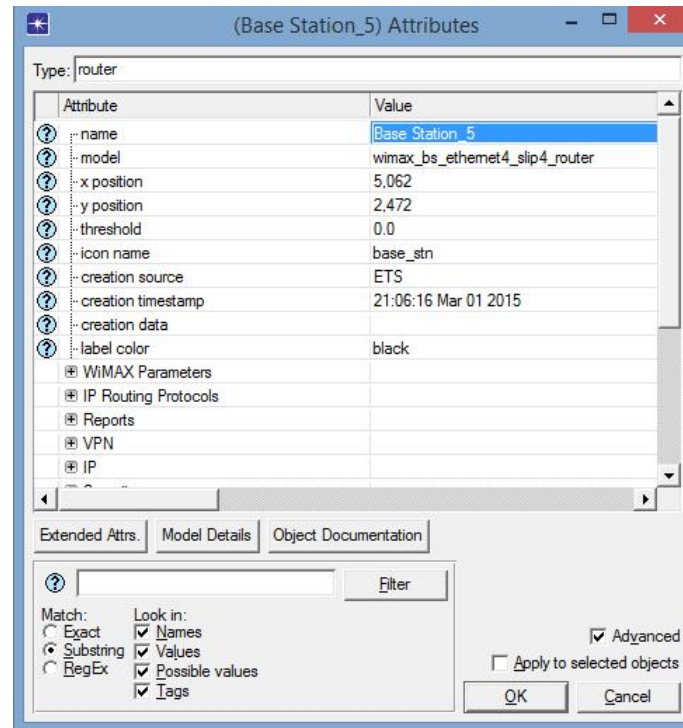 (Base Station_5) Attributes
Type: router
Attribute Value
name Base Station_5
model wimax_bs_ethernet4_slip4_router
x position 5,062
y position 2,472
threshold 0.0
icon name base_stn
creation source ETS
creation timestamp 21:06:16 Mar 01 2015
creation data
label color black
WiMAX Parameters
IP Routing Protocols
Reports
VPN
IP
Extended Attrs. Model Details Object Documentation
Filter
Match: Look in:
Exact Names
Substring Values
RegEx Possible values
Tags
Advanced
Apply to selected objects
OK Cancel